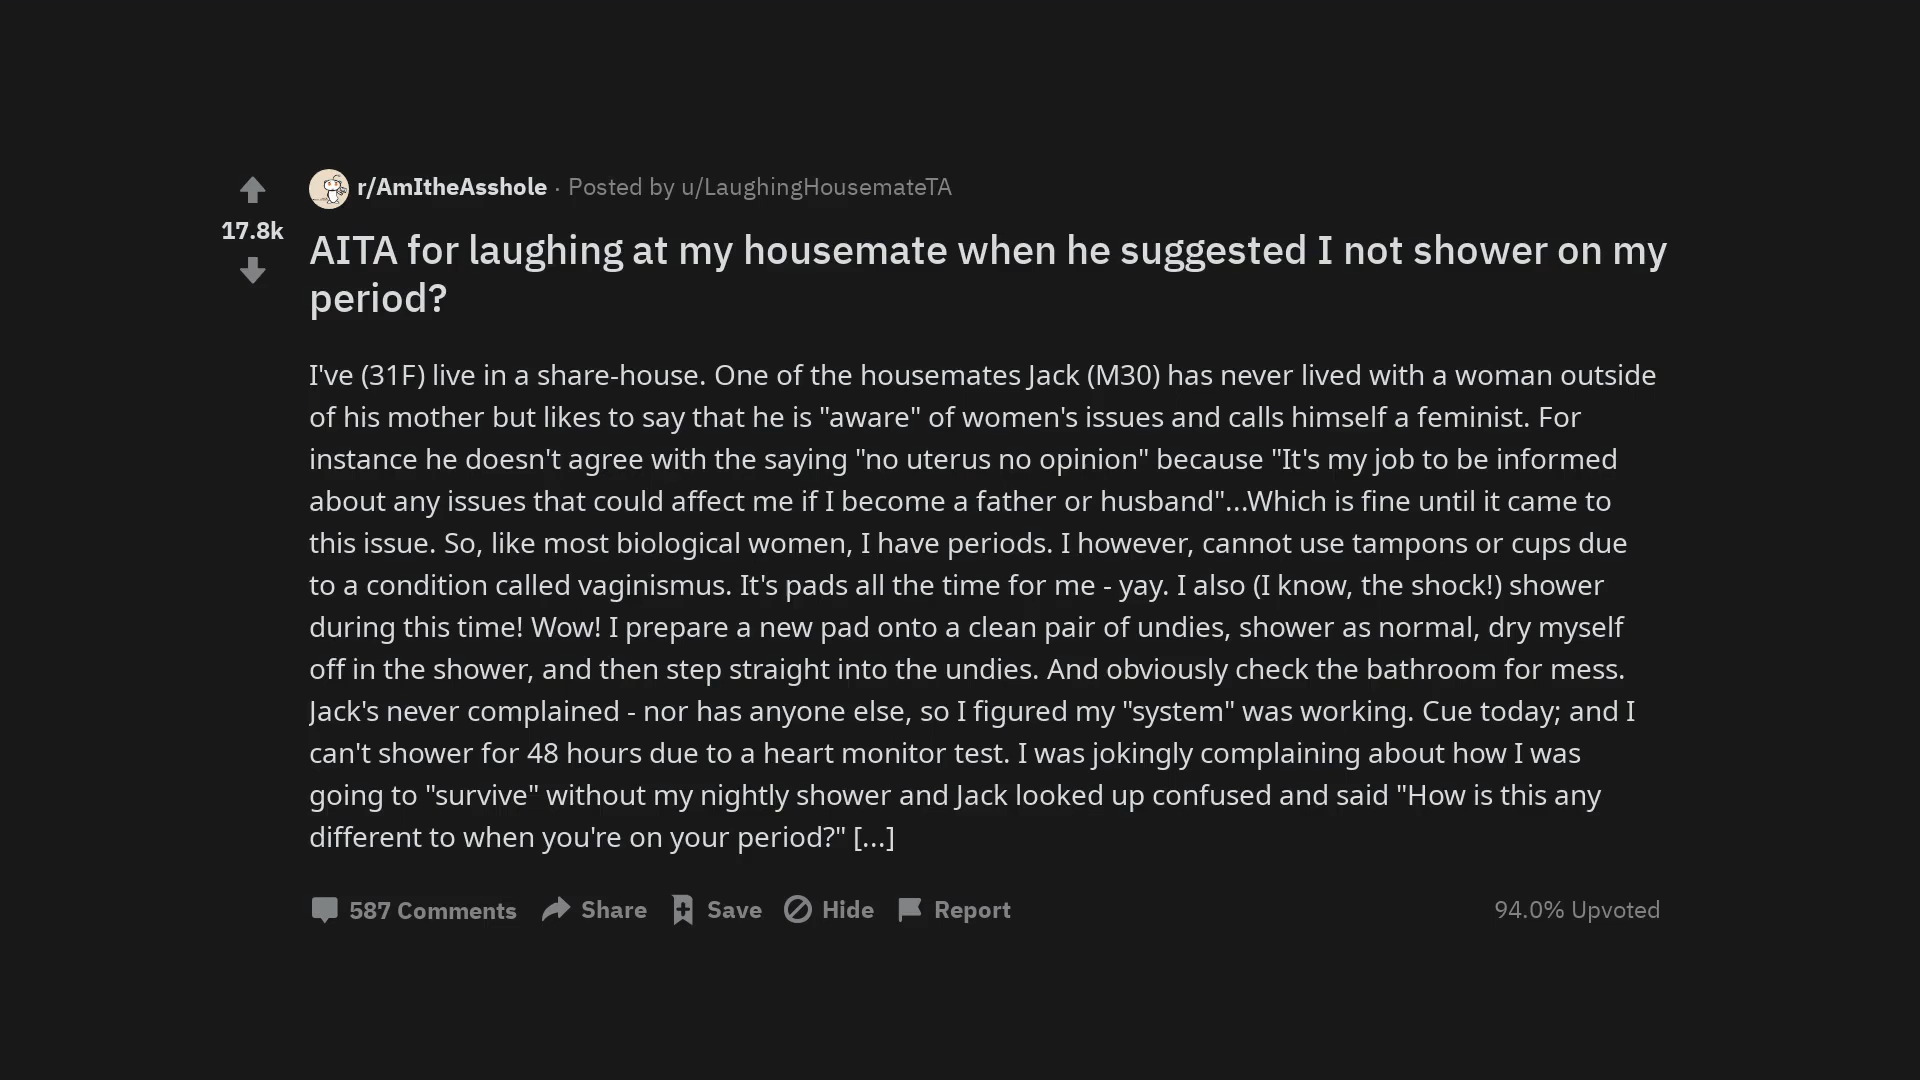 r/AmItheAsshole · Posted by u/LaughingHousemateTA
17.8k
AITA for laughing at my housemate when he suggested I not shower on my
period?
I've (31F) live in a share-house. One of the housemates Jack (M30) has never lived with a woman outside
of his mother but likes to say that he is "aware" of women's issues and calls himself a feminist. For
instance he doesn't agree with the saying "no uterus no opinion" because "It's my job to be informed
about any issues that could affect me if I become a father or husband"...Which is fine until it came to
this issue. So, like most biological women, I have periods. I however, cannot use tampons or cups due
to a condition called vaginismus. It's pads all the time for me - yay. I also (I know, the shock!) shower
during this time! Wow! I prepare a new pad onto a clean pair of undies, shower as normal, dry myself
off in the shower, and then step straight into the undies. And obviously check the bathroom for mess.
Jack's never complained - nor has anyone else, so I figured my "system" was working. Cue today; and I
can't shower for 48 hours due to a heart monitor test. I was jokingly complaining about how I was
going to "survive" without my nightly shower and Jack looked up confused and said "How is this any
different to when you're on your period?" [...]
587 Comments Share Save Hide Report 94.0% Upvoted